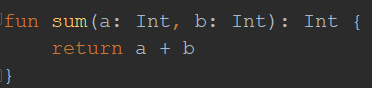 fun sum(a: Int, b: Int): Int {
    return a + b
}